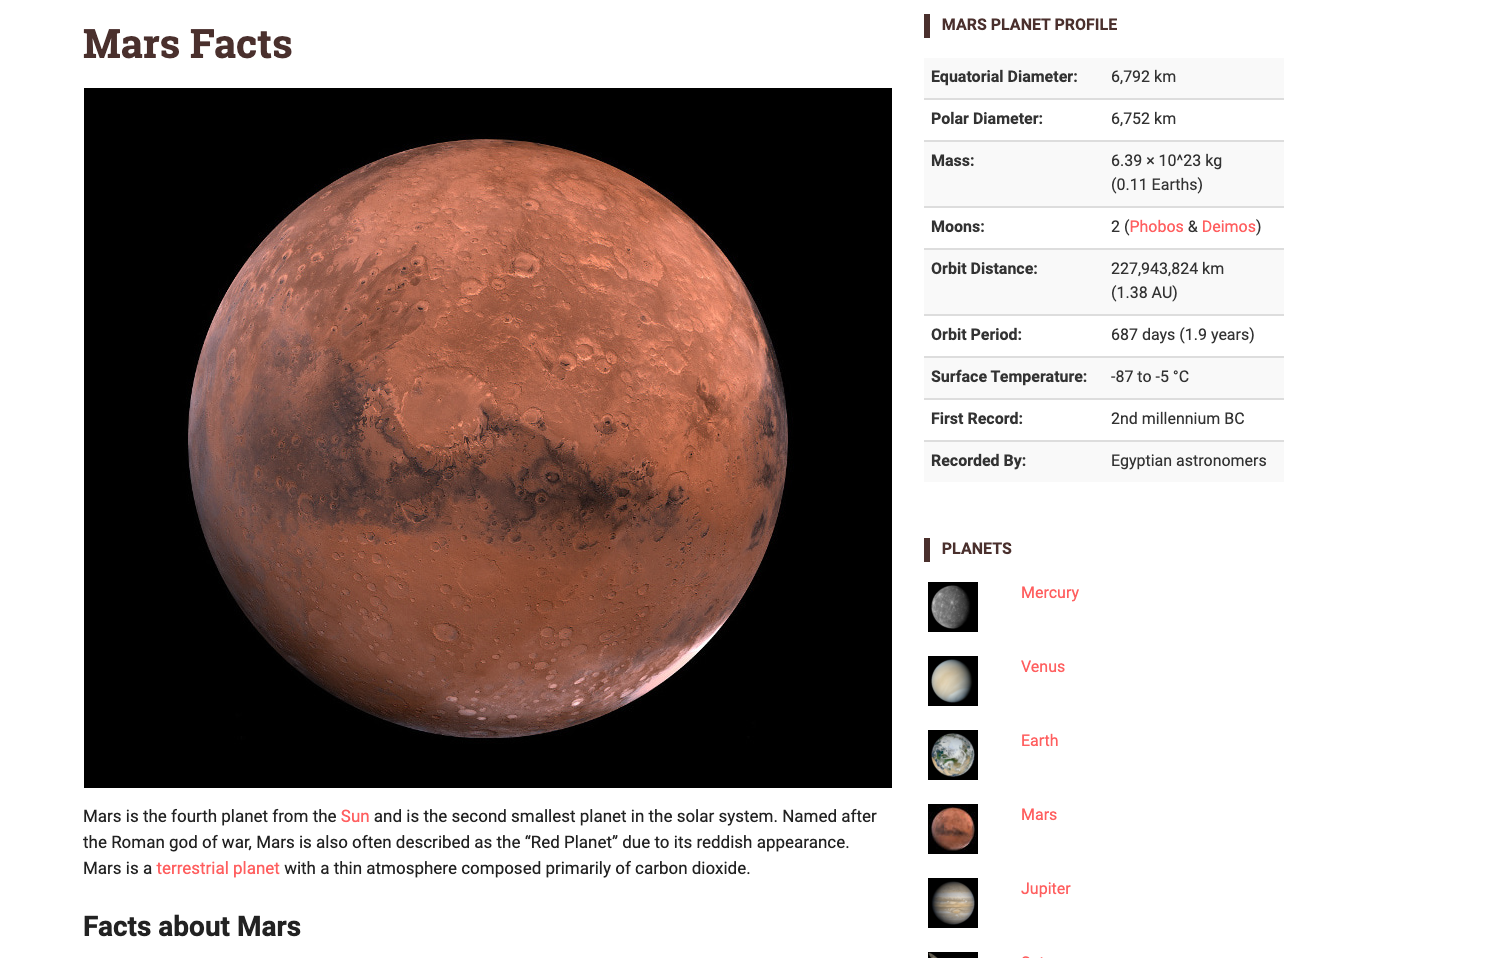 Mars Facts
Mars is the fourth planet from the Sun and is the second smallest planet in the solar system. Named after
the Roman god of war, Mars is also often described as the “Red Planet” due to its reddish appearance.
Mars is a terrestrial planet with a thin atmosphere composed primarily of carbon dioxide.
Facts about Mars
MARS PLANET PROFILE
Equatorial Diameter: 6,792 km
Polar Diameter: 6,752 km
Mass: 6.39 × 10^23 kg
(0.11 Earths)
Moons: 2 (Phobos & Deimos)
Orbit Distance: 227,943,824 km
(1.38 AU)
Orbit Period: 687 days (1.9 years)
Surface Temperature: -87 to -5 °C
First Record: 2nd millennium BC
Recorded By: Egyptian astronomers
PLANETS
Mercury
Venus
Earth
Mars
Jupiter